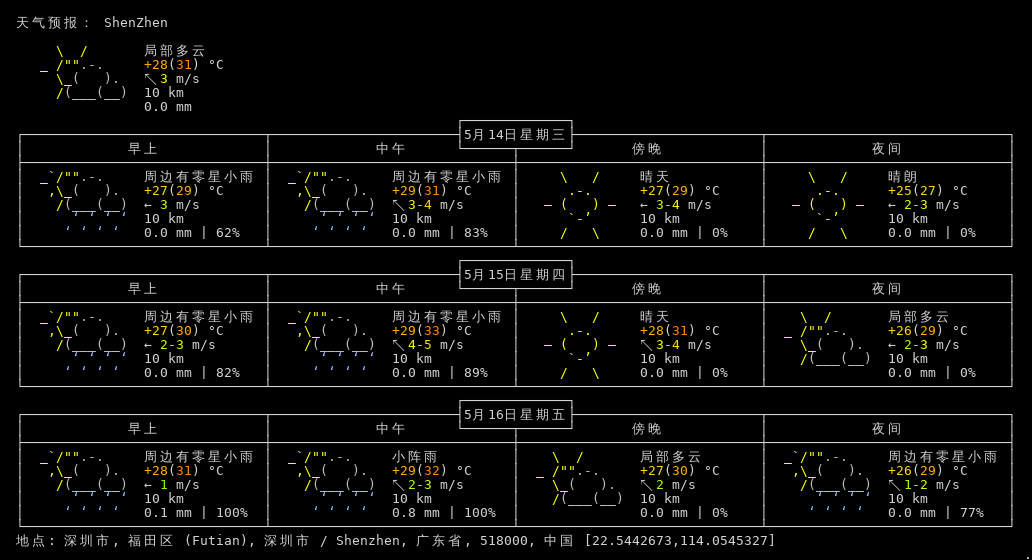 天气预报: ShenZhen
局部多云
+28(31) °C
↖3 m/s
10 km
0.0 mm
5月14日星期三
早上 中午 傍晚 夜间
周边有零星小雨 周边有零星小雨 晴天 晴朗
+27(29) °C +29(31) °C +27(29) °C +25(27) °C
← 3 m/s ↖3-4 m/s ← 3-4 m/s ← 2-3 m/s
10 km 10 km 10 km 10 km
0.0 mm | 62% 0.0 mm | 83% 0.0 mm | 0% 0.0 mm | 0%
5月15日星期四
早上 中午 傍晚 夜间
周边有零星小雨 周边有零星小雨 晴天 局部多云
+27(30) °C +29(33) °C +28(31) °C +26(29) °C
← 2-3 m/s ↖4-5 m/s ↖3-4 m/s ← 2-3 m/s
10 km 10 km 10 km 10 km
0.0 mm | 82% 0.0 mm | 89% 0.0 mm | 0% 0.0 mm | 0%
5月16日星期五
早上 中午 傍晚 夜间
周边有零星小雨 小阵雨 局部多云 周边有零星小雨
+28(31) °C +29(32) °C +27(30) °C +26(29) °C
← 1 m/s ↖2-3 m/s ↖2 m/s ↖1-2 m/s
10 km 10 km 10 km 10 km
0.1 mm | 100% 0.8 mm | 100% 0.0 mm | 0% 0.0 mm | 77%
地点: 深圳市, 福田区 (Futian), 深圳市 / Shenzhen, 广东省, 518000, 中国 [22.5442673,114.0545327]